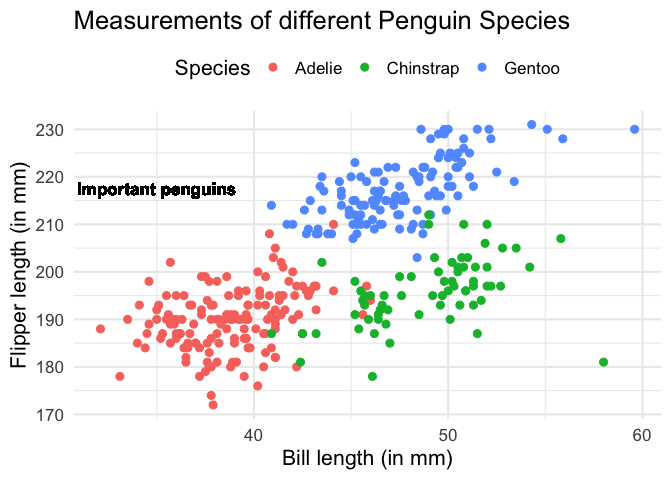 Measurements of different Penguin Species
Species Adelie Chinstrap Gentoo
230
220
Important penguins
210
200
190
180
170
40 50 60
Flipper length (in mm)
Bill length (in mm)